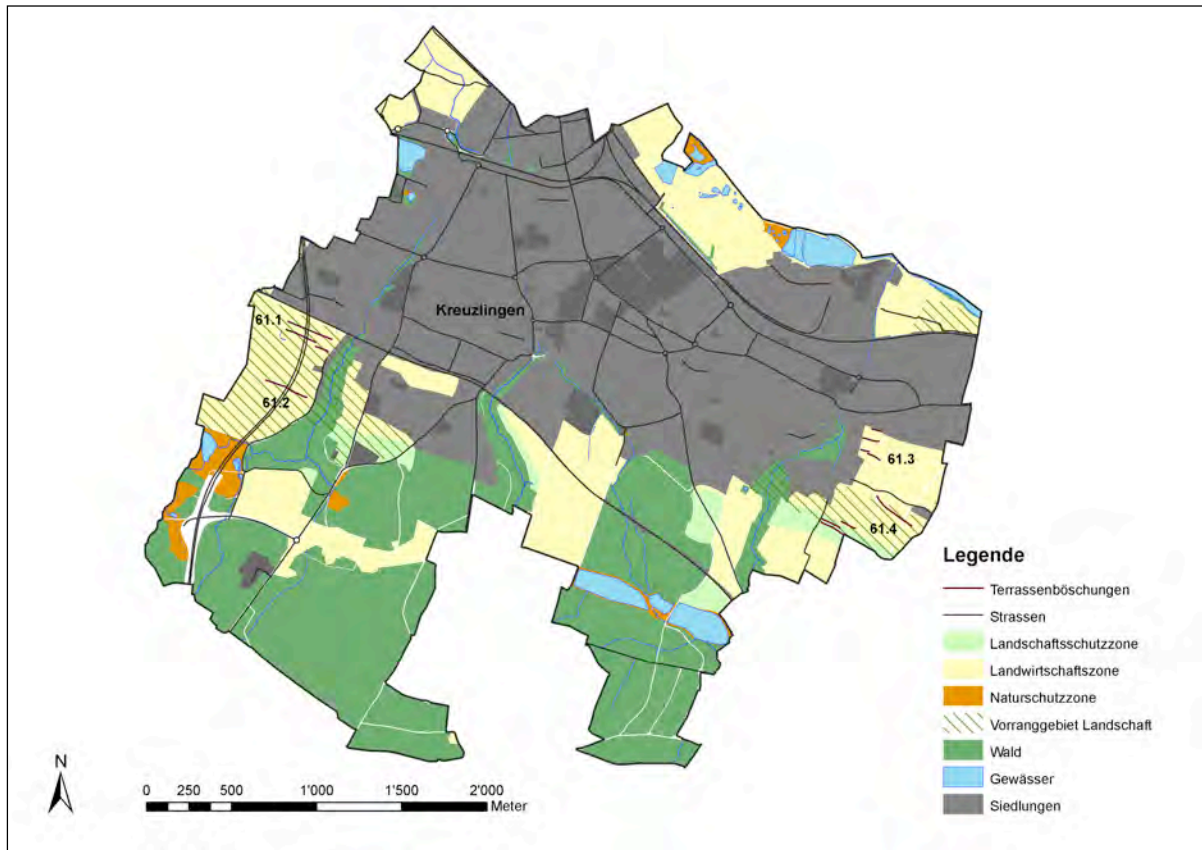 61.1
Kreuzlingen
61.2
61.3
61.4
Legende
Terrassenböschungen
Strassen
Landschaftsschutzzone
Landwirtschaftszone
Naturschutzzone
Vorranggebiet Landschaft
Wald
Gewässer
Siedlungen
N
0 250 500 1'000 1'500 2'000
Meter